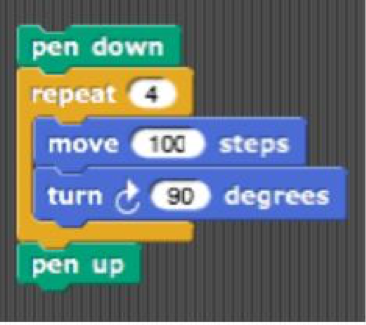 pen down
repeat 4
move 100 steps
turn ↻ 90 degrees
pen up